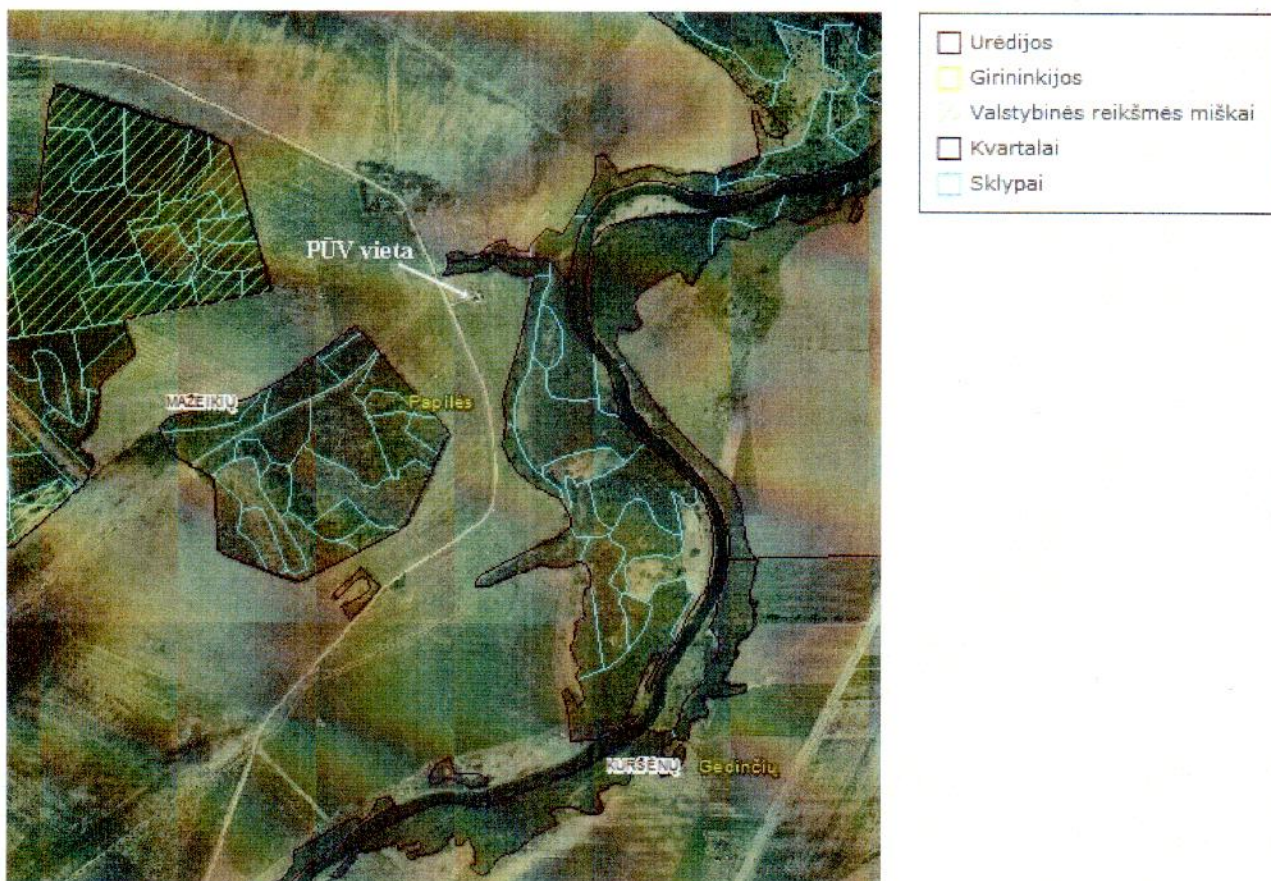 PŪV vieta
MAŽEIKIŲ
Papilės
KURŠĖNŲ
Gedinčių
Urėdijos
Girininkijos
Valstybinės reikšmės miškai
Kvartalai
Sklypai